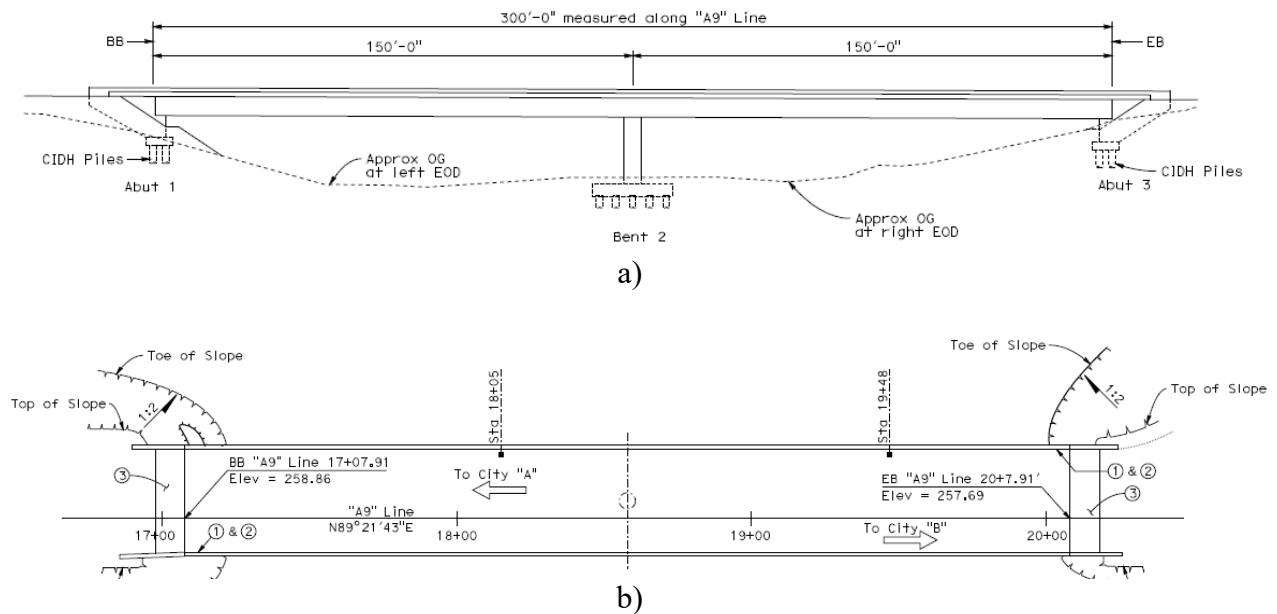 300'-0" measured along "A9" Line
BB
EB
150'-0"
150'-0"
CIDH Piles
Abut 1
Approx OG
at left EOD
Bent 2
Approx OG
at right EOD
CIDH Piles
Abut 3
a)
Toe of Slope
Top of Slope
1:2
Sta 18+05
Sta 19+48
Toe of Slope
Top of Slope
1:2
3
BB "A9" Line 17+07.91
Elev = 258.86
To City "A"
EB "A9" Line 20+7.91'
Elev = 257.69
1 & 2
3
"A9" Line
N89°21'43"E
17+00
18+00
19+00
20+00
1 & 2
To City "B"
b)